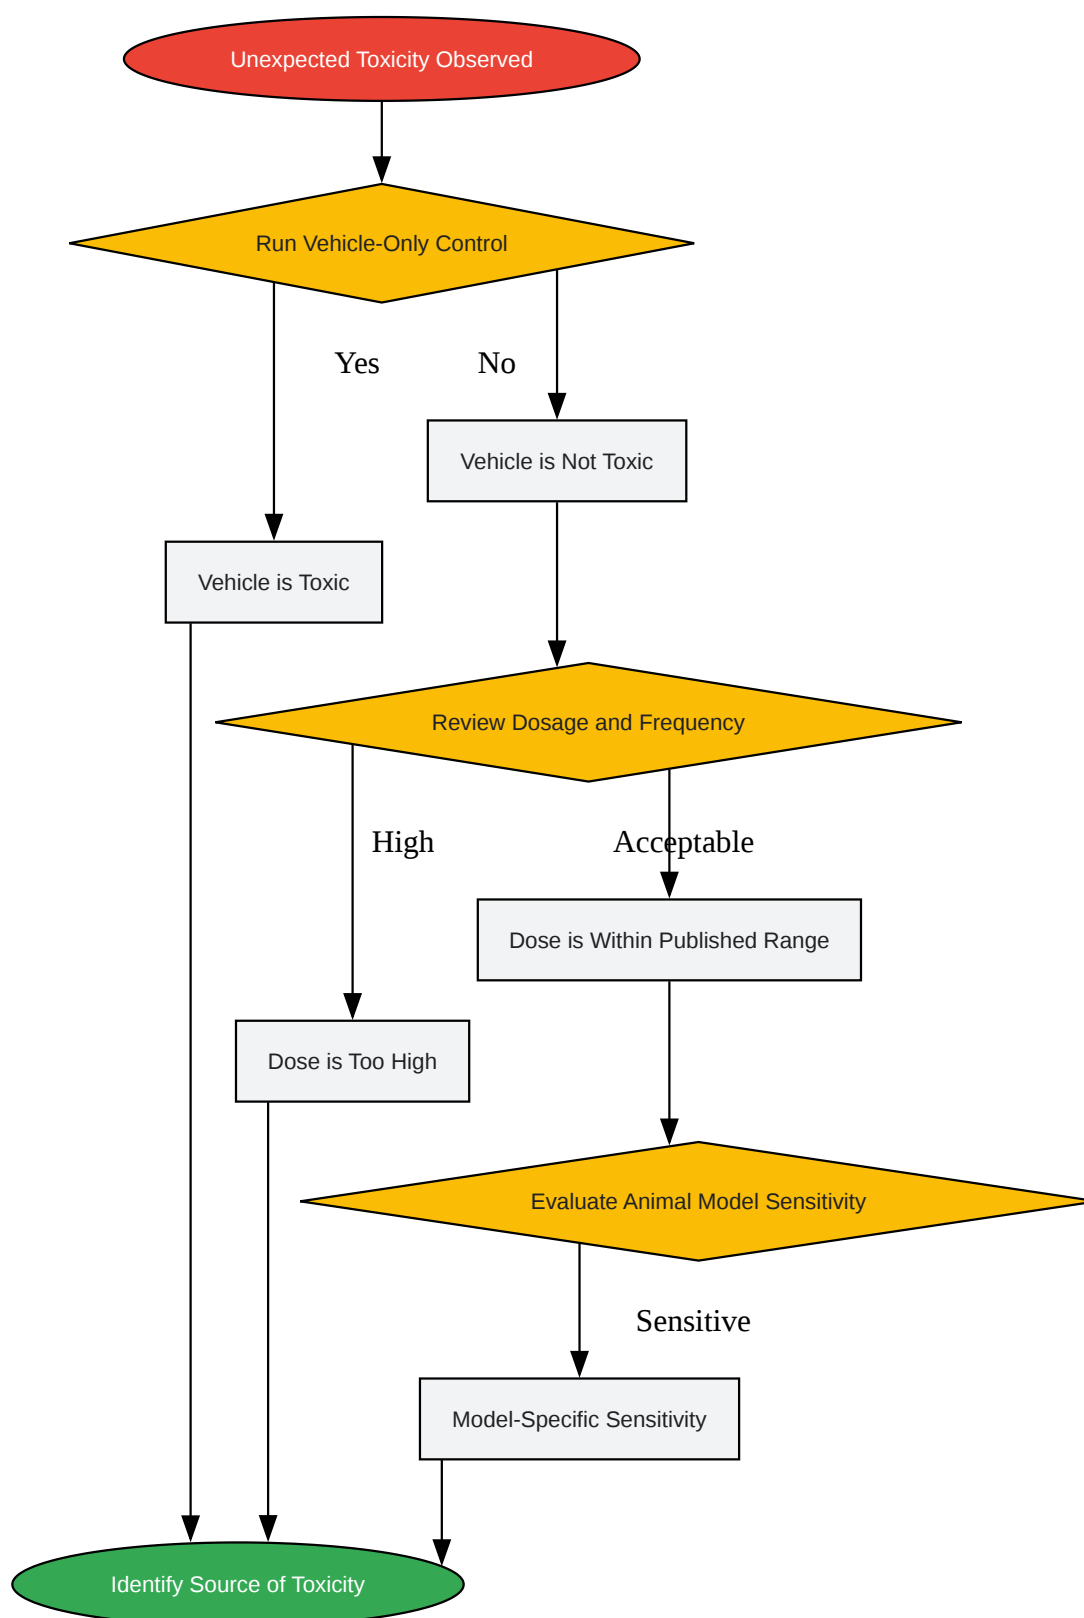 Unexpected Toxicity Observed
Run Vehicle-Only Control
Yes
No
Vehicle is Not Toxic
Vehicle is Toxic
Review Dosage and Frequency
High
Acceptable
Dose is Within Published Range
Dose is Too High
Evaluate Animal Model Sensitivity
Sensitive
Model-Specific Sensitivity
Identify Source of Toxicity